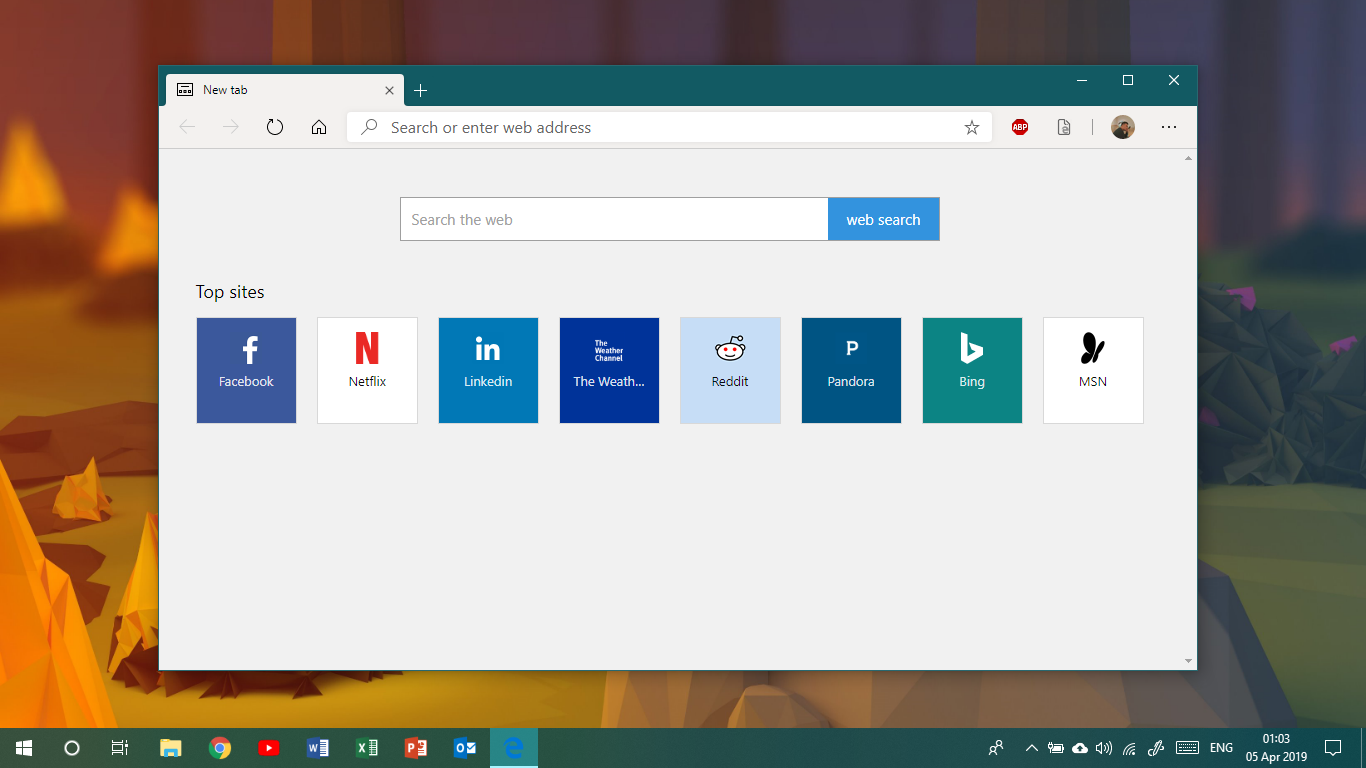 New tab
Search or enter web address
ABP
Search the web
web search
Top sites
f
Facebook
N
Netflix
in
Linkedin
The
Weather
Channel
The Weath...
Reddit
P
Pandora
b
Bing
MSN
W
X
P
O
e
ENG
01:03
05 Apr 2019